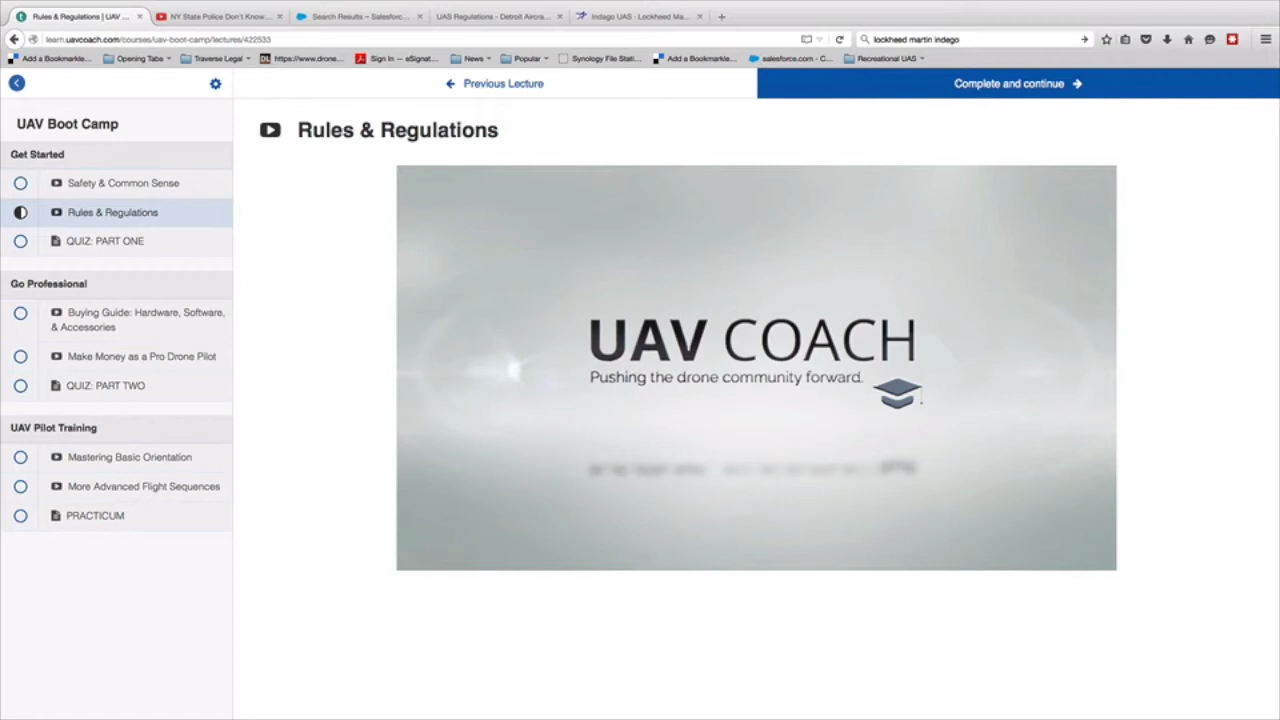 Rules & Regulations | UAV ...
NY State Police Don't Know...
Search Results ~ Salesforc...
UAS Regulations - Detroit Aircra...
Indago UAS · Lockheed Ma...
learn.uavcoach.com/courses/uav-boot-camp/lectures/422533
lockheed martin indego
Add a Bookmarkle...
Opening Tabs
Traverse Legal
https://www.drone...
Sign In — eSignat...
News
Popular
Synology File Stati...
Add a Bookmarkle...
salesforce.com - C...
Recreational UAS
Previous Lecture
Complete and continue
UAV Boot Camp
Get Started
Safety & Common Sense
Rules & Regulations
QUIZ: PART ONE
Go Professional
Buying Guide: Hardware, Software,
& Accessories
Make Money as a Pro Drone Pilot
QUIZ: PART TWO
UAV Pilot Training
Mastering Basic Orientation
More Advanced Flight Sequences
PRACTICUM
Rules & Regulations
UAV COACH
Pushing the drone community forward.